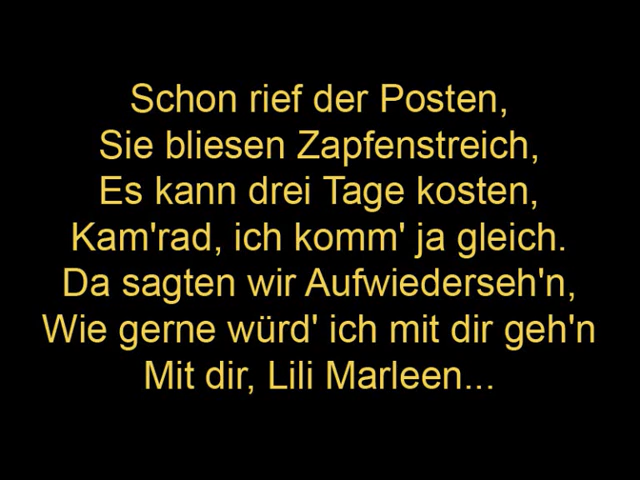 Schon rief der Posten,
Sie bliesen Zapfenstreich,
Es kann drei Tage kosten,
Kam'rad, ich komm' ja gleich.
Da sagten wir Aufwiederseh'n,
Wie gerne würd' ich mit dir geh'n
Mit dir, Lili Marleen...